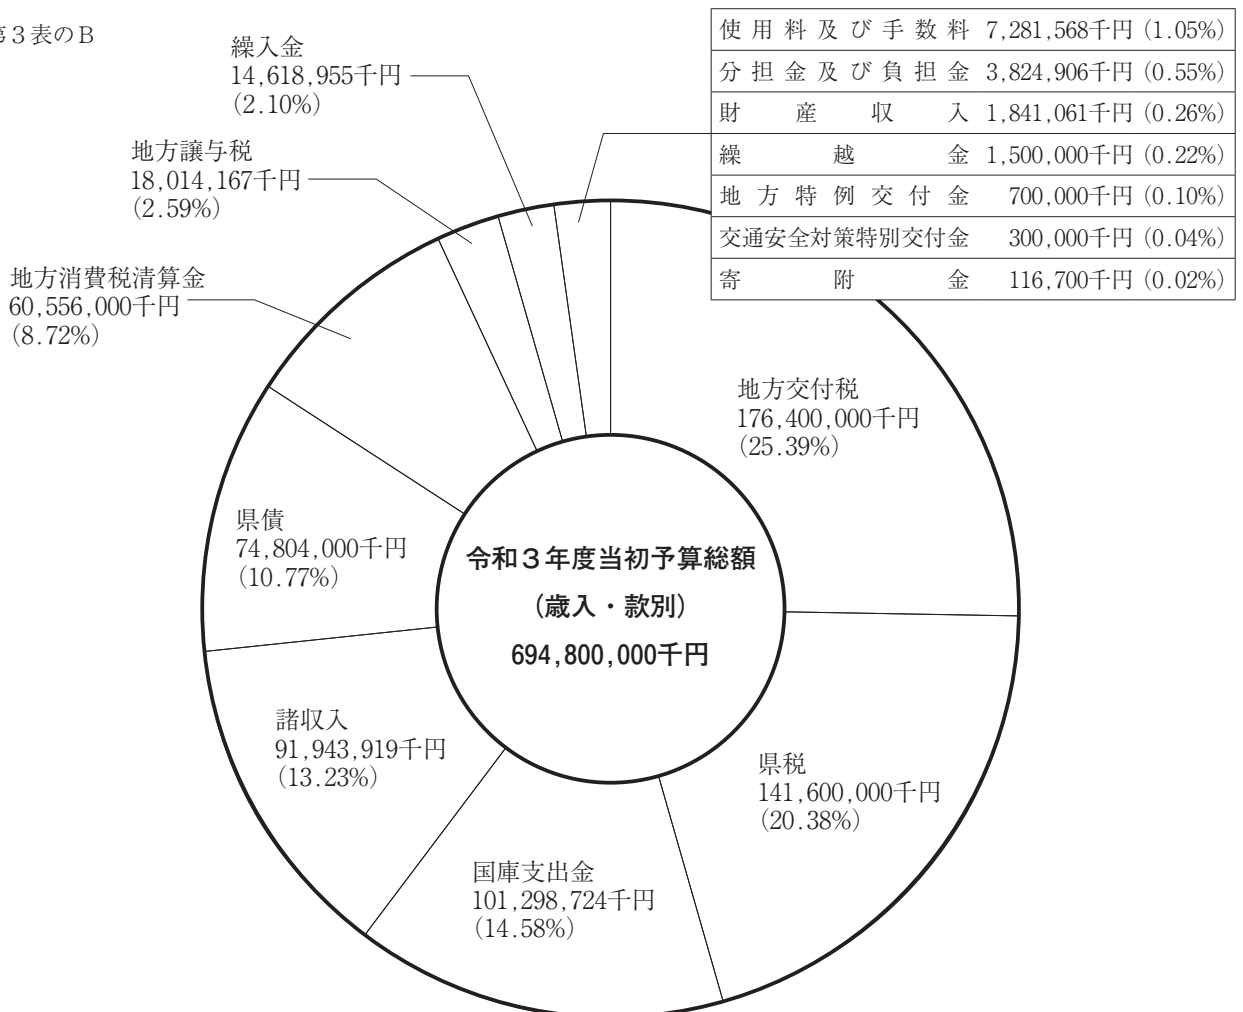 第3表のB
繰入金
14,618,955千円
(2.10%)
地方譲与税
18,014,167千円
(2.59%)
地方消費税清算金
60,556,000千円
(8.72%)
使用料及び手数料 7,281,568千円 (1.05%)
分担金及び負担金 3,824,906千円 (0.55%)
財産収入 1,841,061千円 (0.26%)
繰越金 1,500,000千円 (0.22%)
地方特例交付金 700,000千円 (0.10%)
交通安全対策特別交付金 300,000千円 (0.04%)
寄附金 116,700千円 (0.02%)
地方交付税
176,400,000千円
(25.39%)
県債
74,804,000千円
(10.77%)
令和3年度当初予算総額
(歳入・款別)
694,800,000千円
諸収入
91,943,919千円
(13.23%)
県税
141,600,000千円
(20.38%)
国庫支出金
101,298,724千円
(14.58%)